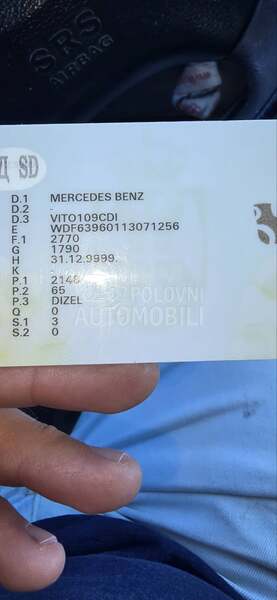 SRS
AIRBAG
SD
D.1 MERCEDES BENZ
D.2 -
D.3 VITO109CDI
E WDF63960113071256
F.1 2770
G 1790
H 31.12.9999.
K -
P.1 2148
P.2 65
P.3 DIZEL
Q 0
S.1 3
S.2 0
POLOVNI
AUTOMOBILI